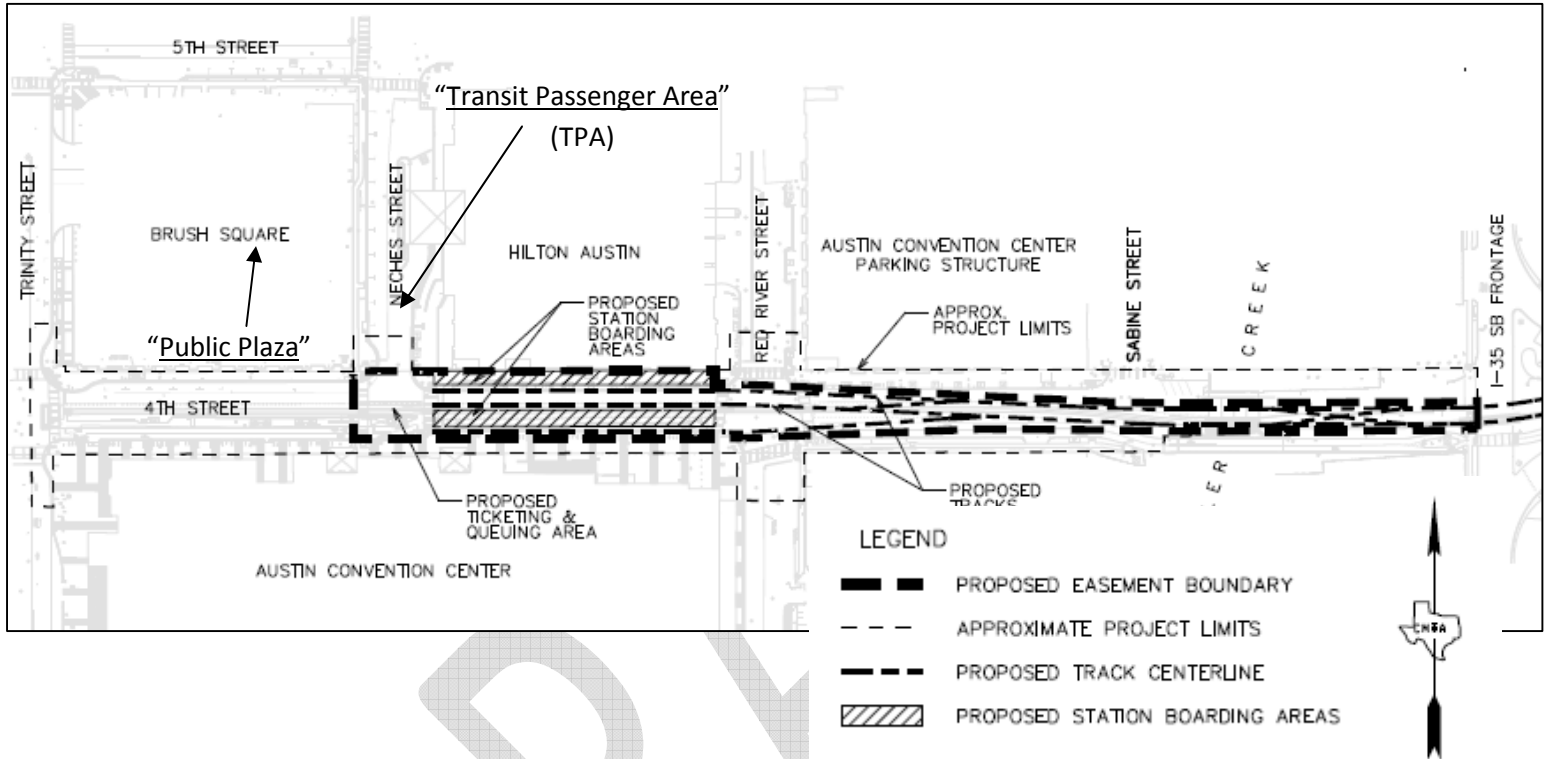 5TH STREET
“Transit Passenger Area”
(TPA)
TRINITY STREET
BRUSH SQUARE
“Public Plaza”
NECHES STREET
HILTON AUSTIN
PROPOSED
STATION
BOARDING
AREAS
RED RIVER STREET
AUSTIN CONVENTION CENTER
PARKING STRUCTURE
APPROX.
PROJECT LIMITS
SABINE STREET
CREEK
I-35 SB FRONTAGE
4TH STREET
PROPOSED
TICKETING &
QUEUING AREA
PROPOSED
TRACKS
AUSTIN CONVENTION CENTER
LEGEND
PROPOSED EASEMENT BOUNDARY
APPROXIMATE PROJECT LIMITS
PROPOSED TRACK CENTERLINE
PROPOSED STATION BOARDING AREAS